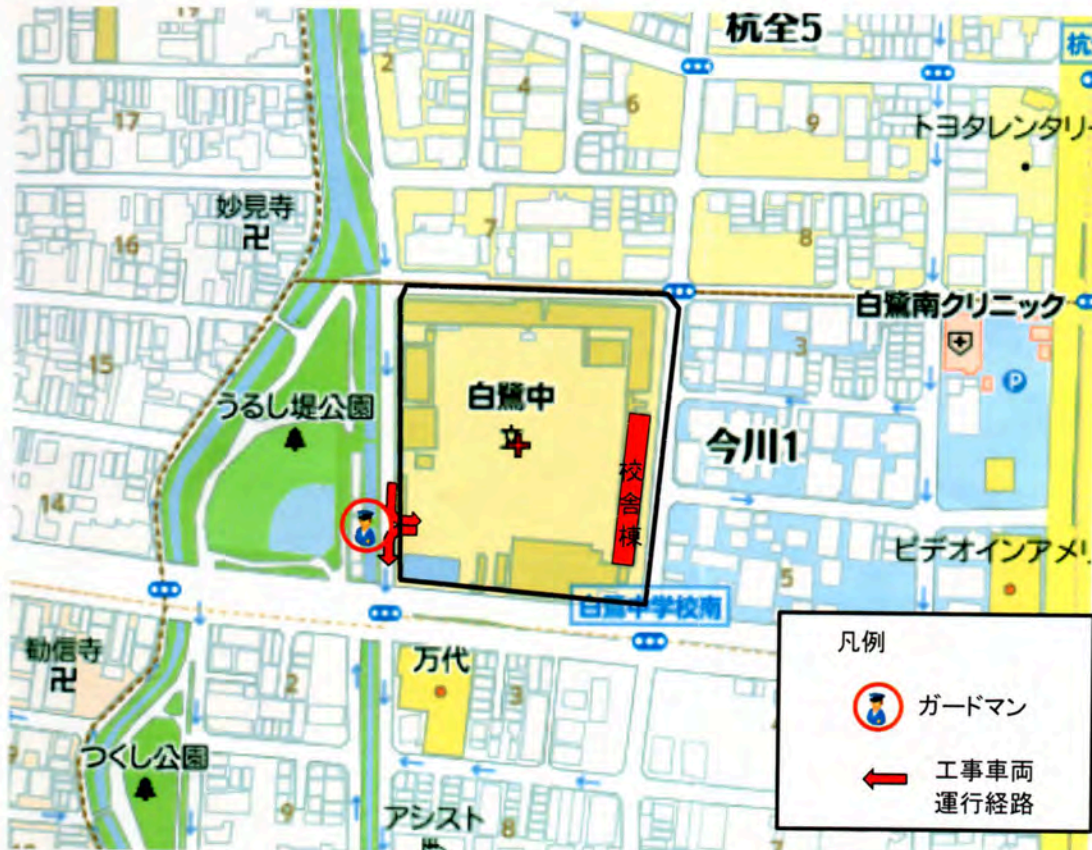 19
杭全5
2
4
6
9
杭
17
トヨタレンタリー
妙見寺
卍
7
8
16
白鷺南クリニック
3
15
白鷺中
うるし堤公園
今川1
校舎棟
14
ビデオインアメリ
5
白鷺中学校南
凡例
勧信寺
卍
2
万代
3
ガードマン
つくし公園
工事車両
運行経路
9
アシスト
8
7